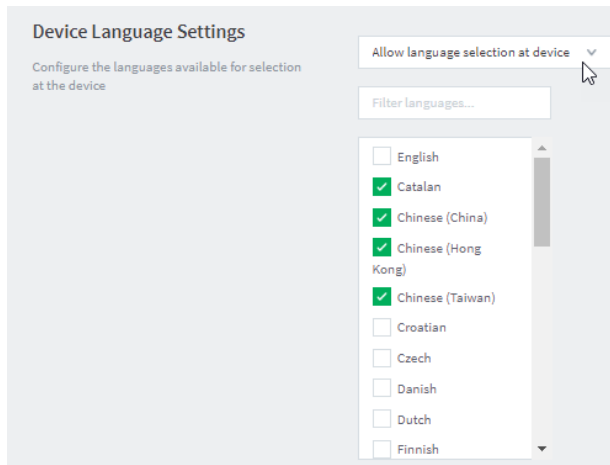 Device Language Settings
Configure the languages available for selection
at the device
Allow language selection at device
Filter languages...
English
Catalan
Chinese (China)
Chinese (Hong
Kong)
Chinese (Taiwan)
Croatian
Czech
Danish
Dutch
Finnish